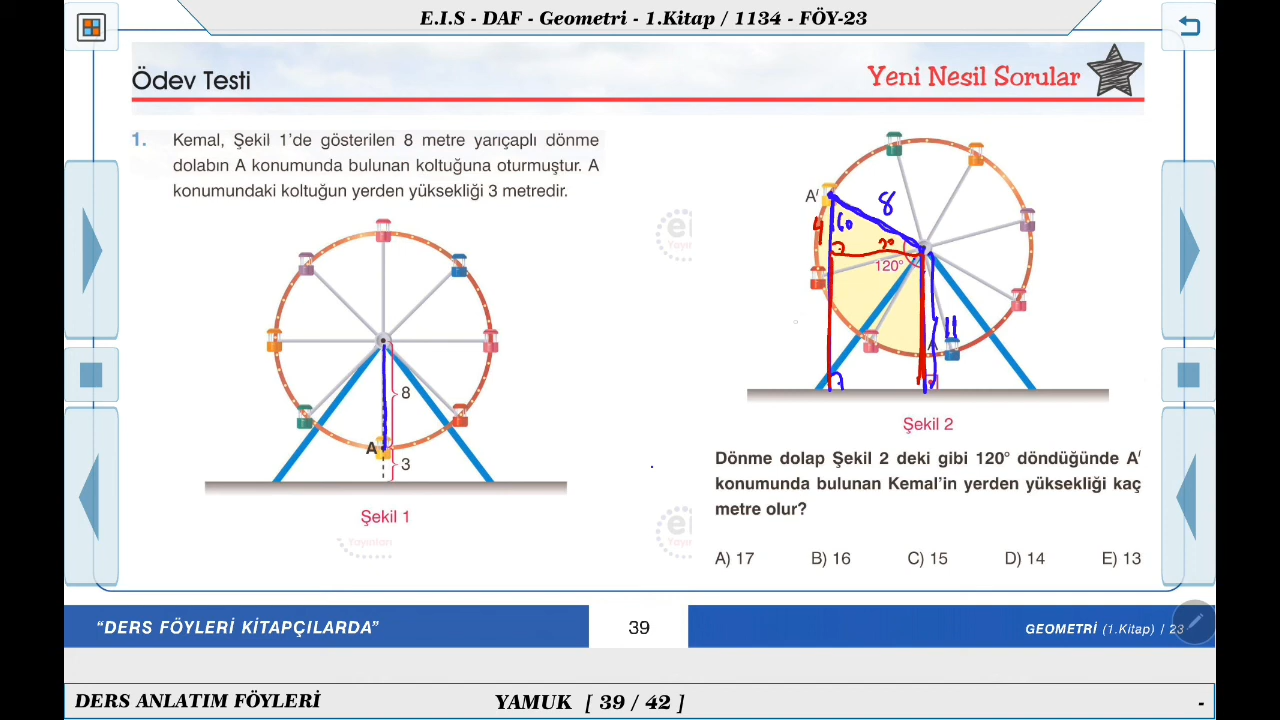 E.I.S - DAF - Geometri - 1.Kitap / 1134 - FÖY-23
Ödev Testi
Yeni Nesil Sorular
1. Kemal, Şekil 1'de gösterilen 8 metre yarıçaplı dönme
dolabın A konumunda bulunan koltuğuna oturmuştur. A
konumundaki koltuğun yerden yüksekliği 3 metredir.
8
A
3
Şekil 1
A'
8
4
60
30
120°
A
11
Şekil 2
Dönme dolap Şekil 2 deki gibi 120° döndüğünde A'
konumunda bulunan Kemal'in yerden yüksekliği kaç
metre olur?
A) 17 B) 16 C) 15 D) 14 E) 13
"DERS FÖYLERİ KİTAPÇILARDA"
39
GEOMETRİ (1.Kitap) / 23
DERS ANLATIM FÖYLERİ
YAMUK [ 39 / 42 ]
-